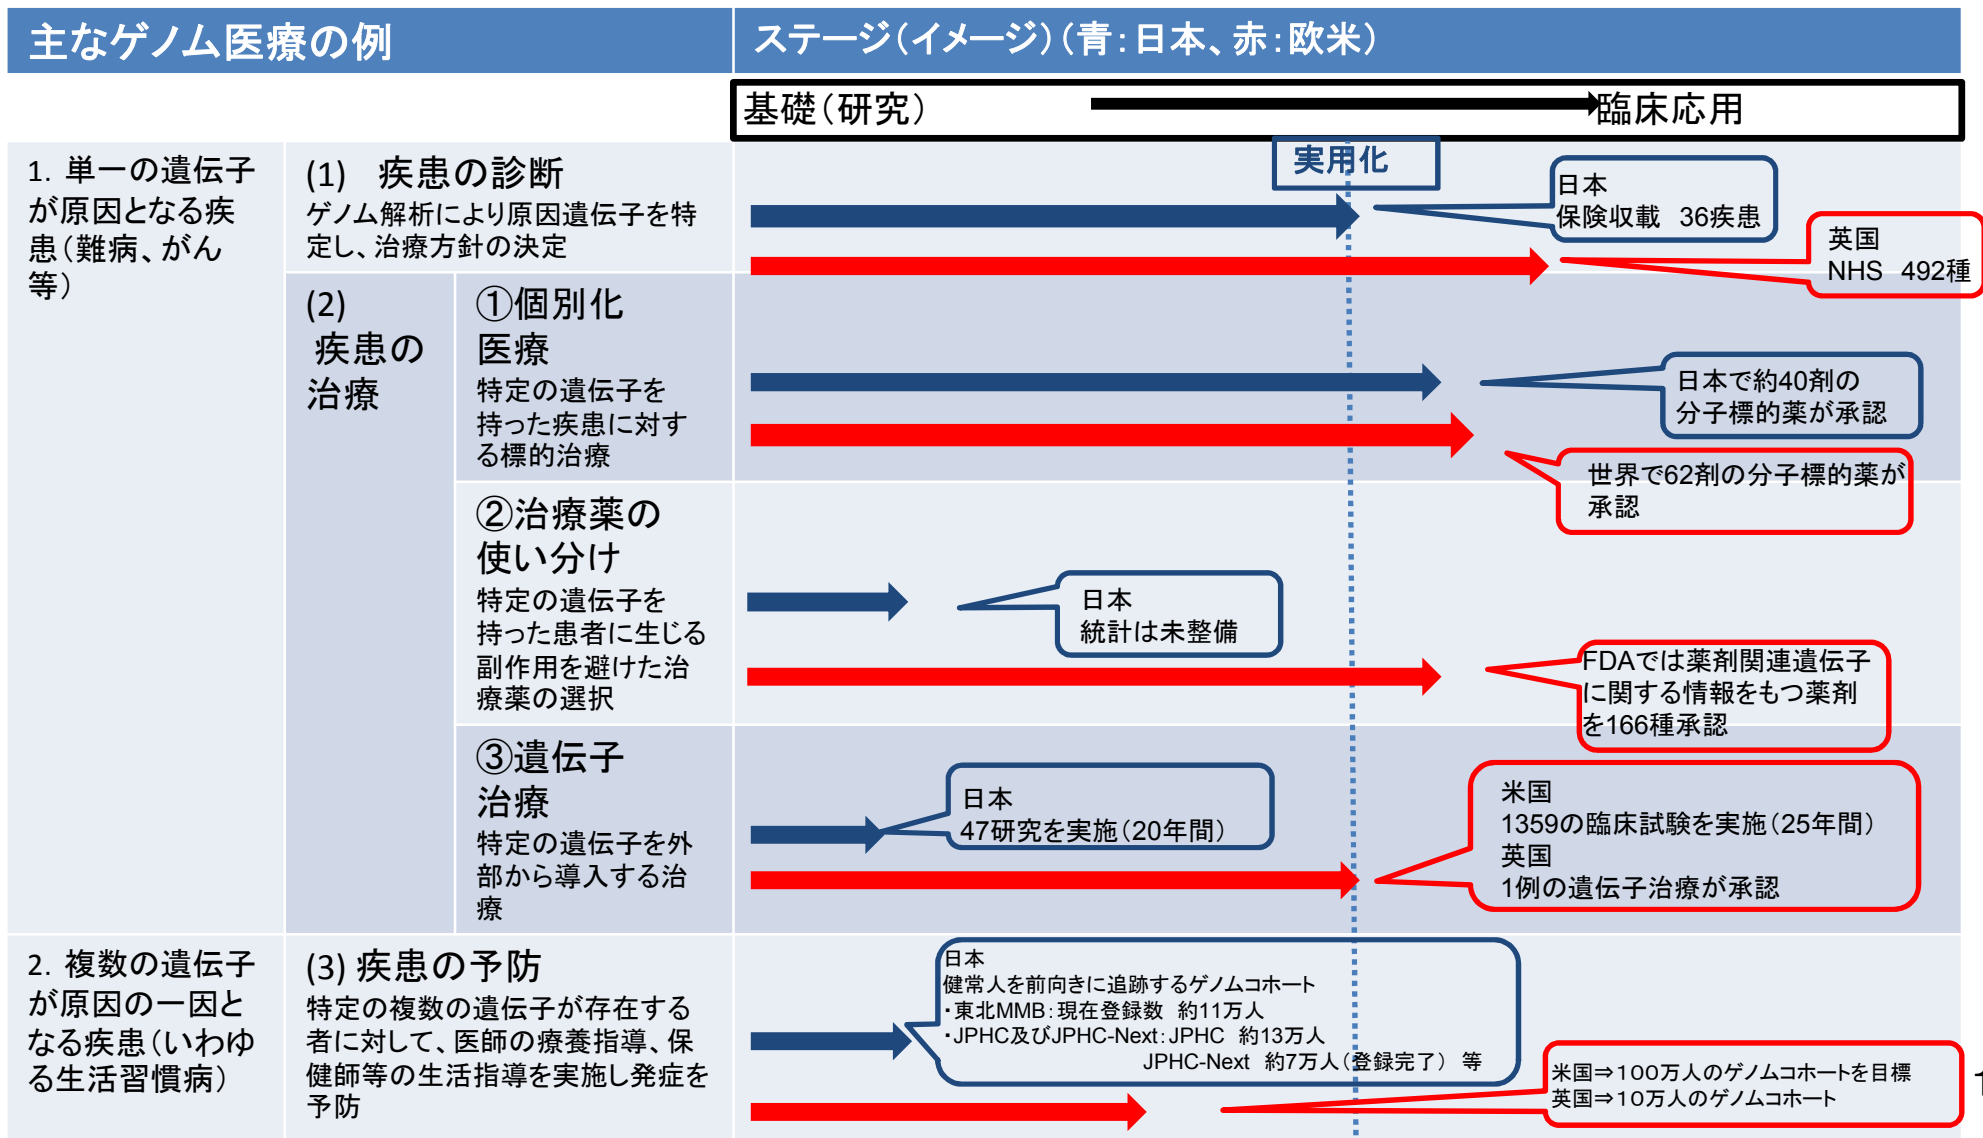 主なゲノム医療の例
ステージ(イメージ)(青:日本、赤:欧米)
基礎(研究)
臨床応用
実用化
1. 単一の遺伝子
が原因となる疾
患(難病、がん
等)
(1) 疾患の診断
ゲノム解析により原因遺伝子を特
定し、治療方針の決定
日本
保険収載 36疾患
英国
NHS 492種
(2)
疾患の
治療
①個別化
医療
特定の遺伝子を
持った疾患に対す
る標的治療
日本で約40剤の
分子標的薬が承認
世界で62剤の分子標的薬が
承認
②治療薬の
使い分け
特定の遺伝子を
持った患者に生じる
副作用を避けた治
療薬の選択
日本
統計は未整備
FDAでは薬剤関連遺伝子
に関する情報をもつ薬剤
を166種承認
③遺伝子
治療
特定の遺伝子を外
部から導入する治
療
日本
47研究を実施(20年間)
米国
1359の臨床試験を実施(25年間)
英国
1例の遺伝子治療が承認
2. 複数の遺伝子
が原因の一因と
なる疾患(いわゆ
る生活習慣病)
(3) 疾患の予防
特定の複数の遺伝子が存在する
者に対して、医師の療養指導、保
健師等の生活指導を実施し発症を
予防
日本
健常人を前向きに追跡するゲノムコホート
・東北MMB:現在登録数 約11万人
・JPHC及びJPHC-Next:JPHC 約13万人
JPHC-Next 約7万人(登録完了) 等
米国⇒100万人のゲノムコホートを目標
英国⇒10万人のゲノムコホート